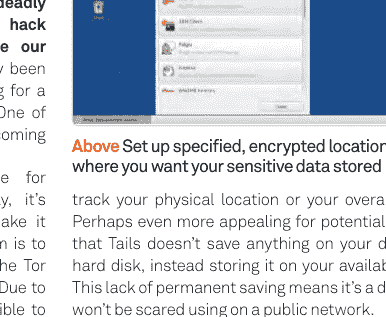 deadly
hack
e our
y been
g for a
One of
coming
e for
y, it's
ake it
n is to
he Tor
Due to
ible to
Above Set up specified, encrypted location
where you want your sensitive data stored
track your physical location or your overa
Perhaps even more appealing for potential
that Tails doesn't save anything on your d
hard disk, instead storing it on your availab
This lack of permanent saving means it's a d
won't be scared using on a public network.